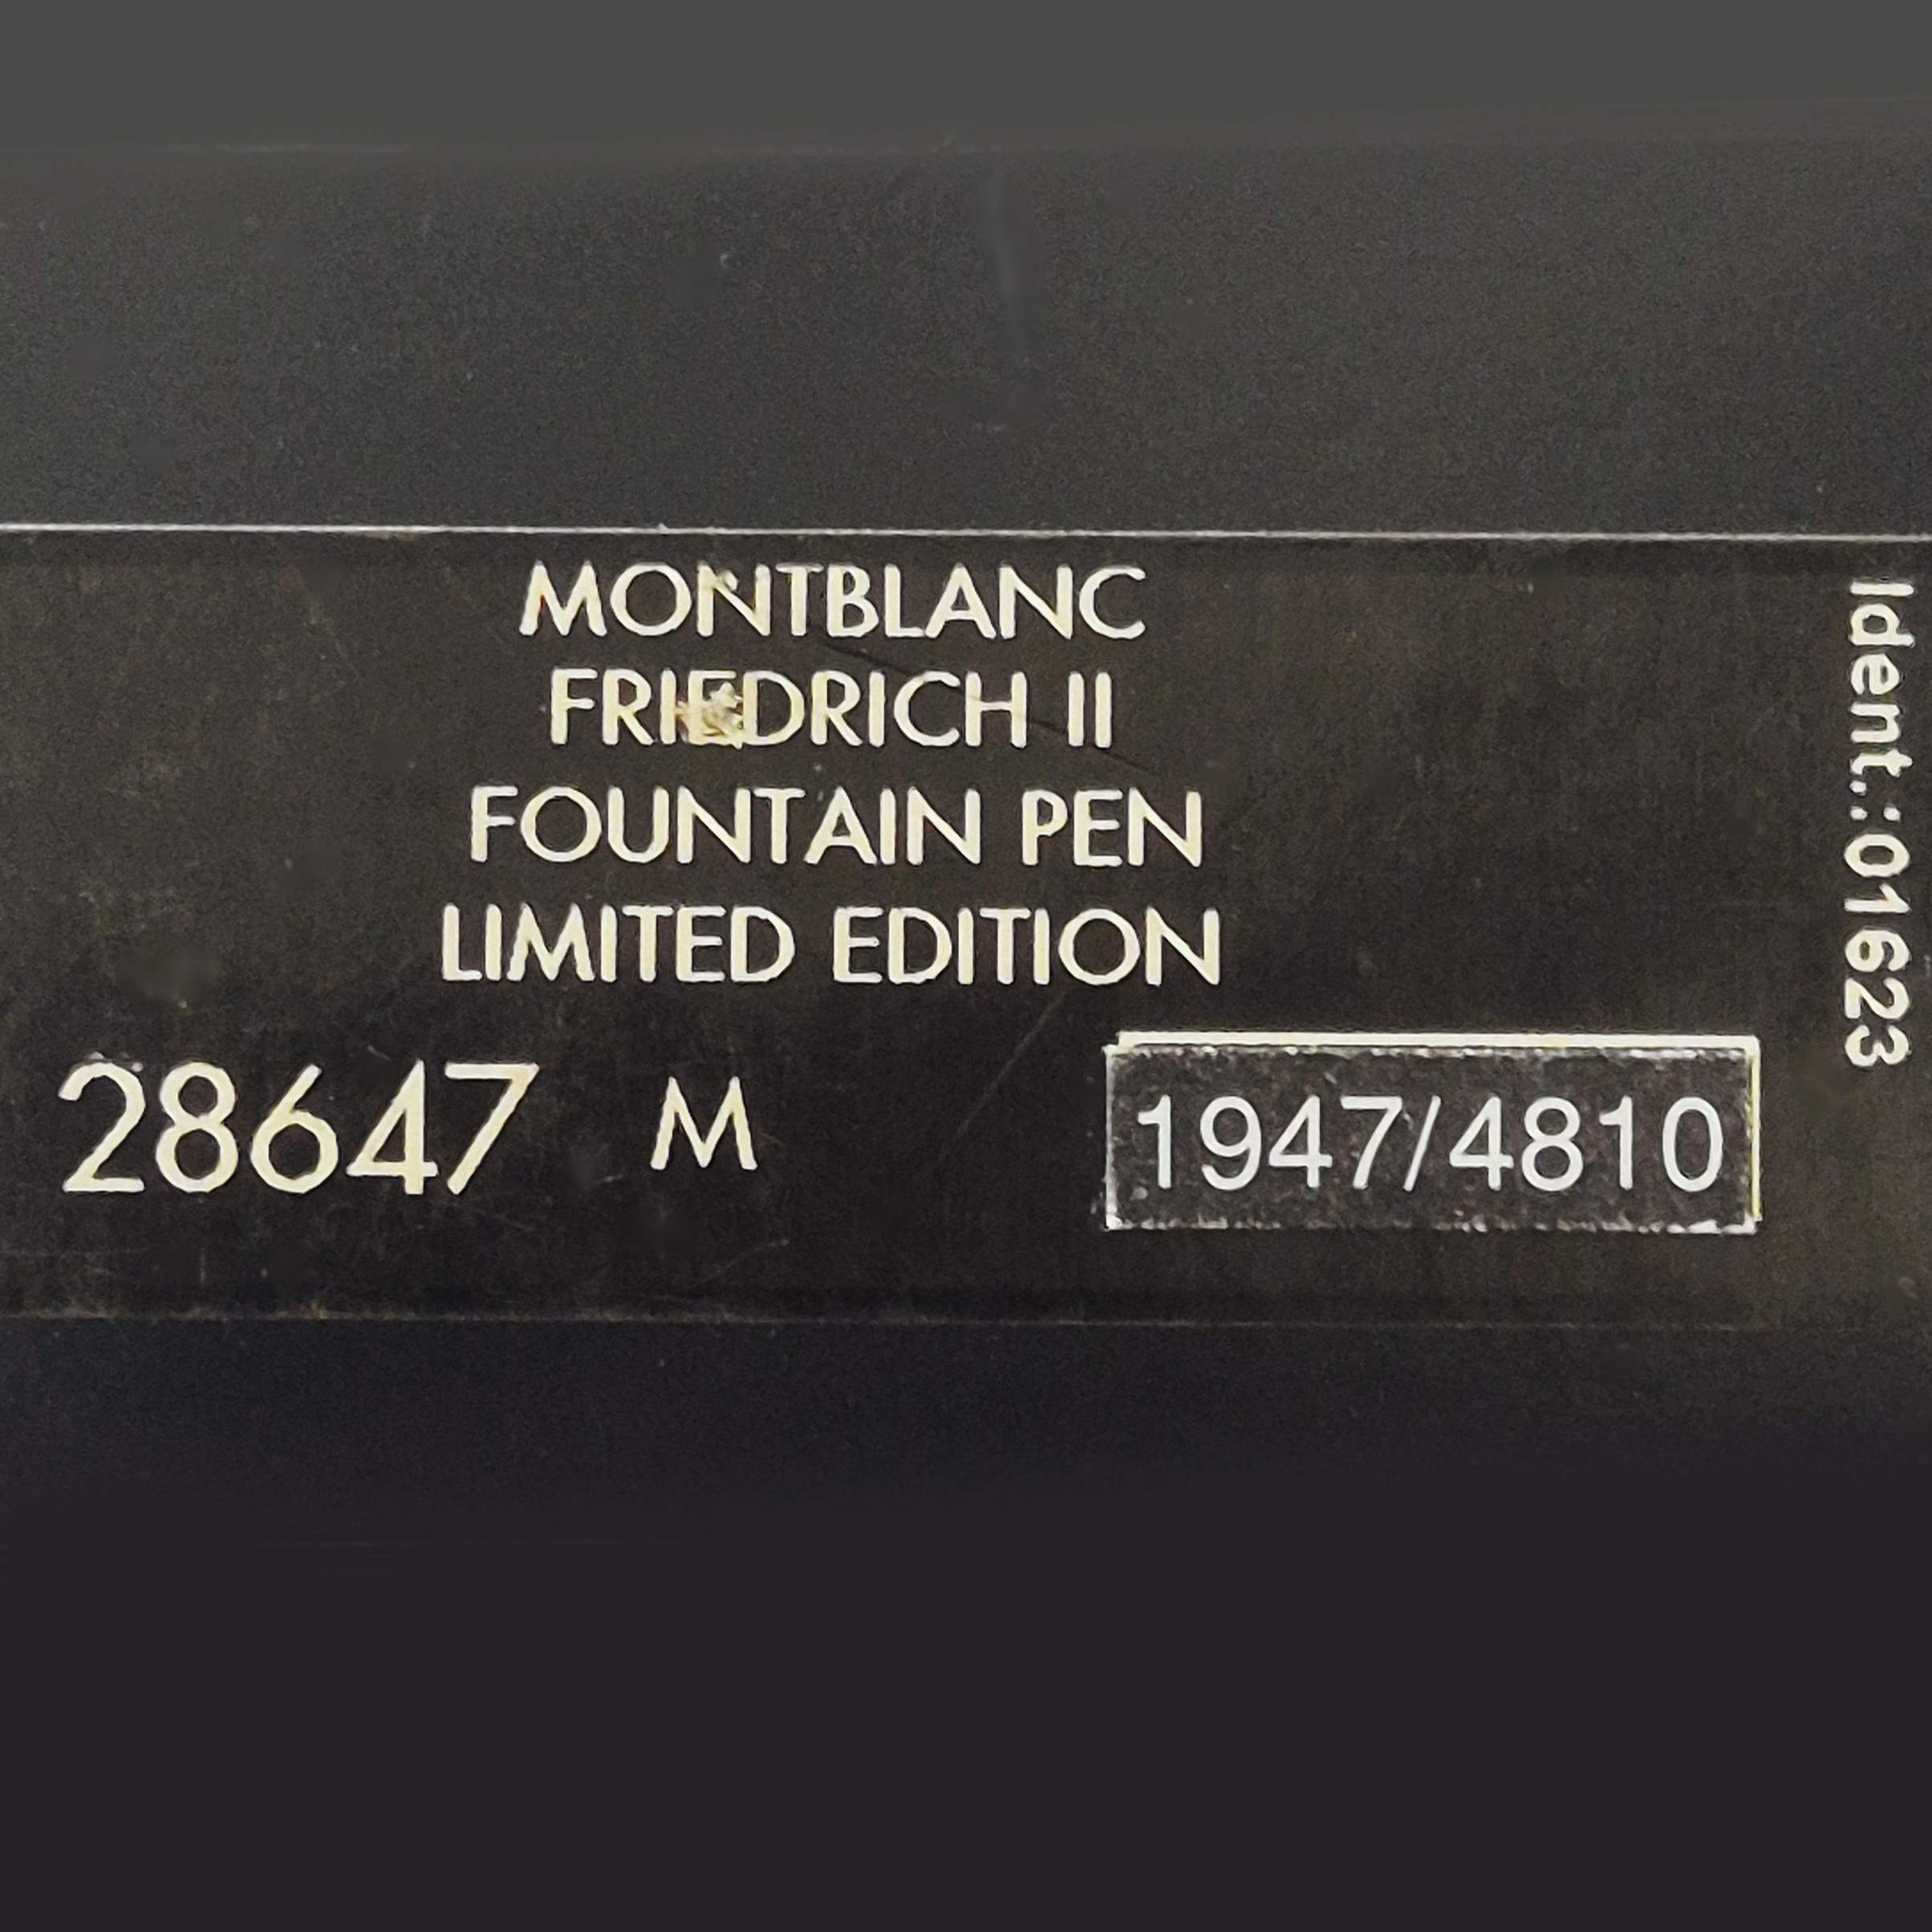 MONTBLANC
FRIEDRICH II
FOUNTAIN PEN
LIMITED EDITION
28647 M
1947/4810
Ident.:01623